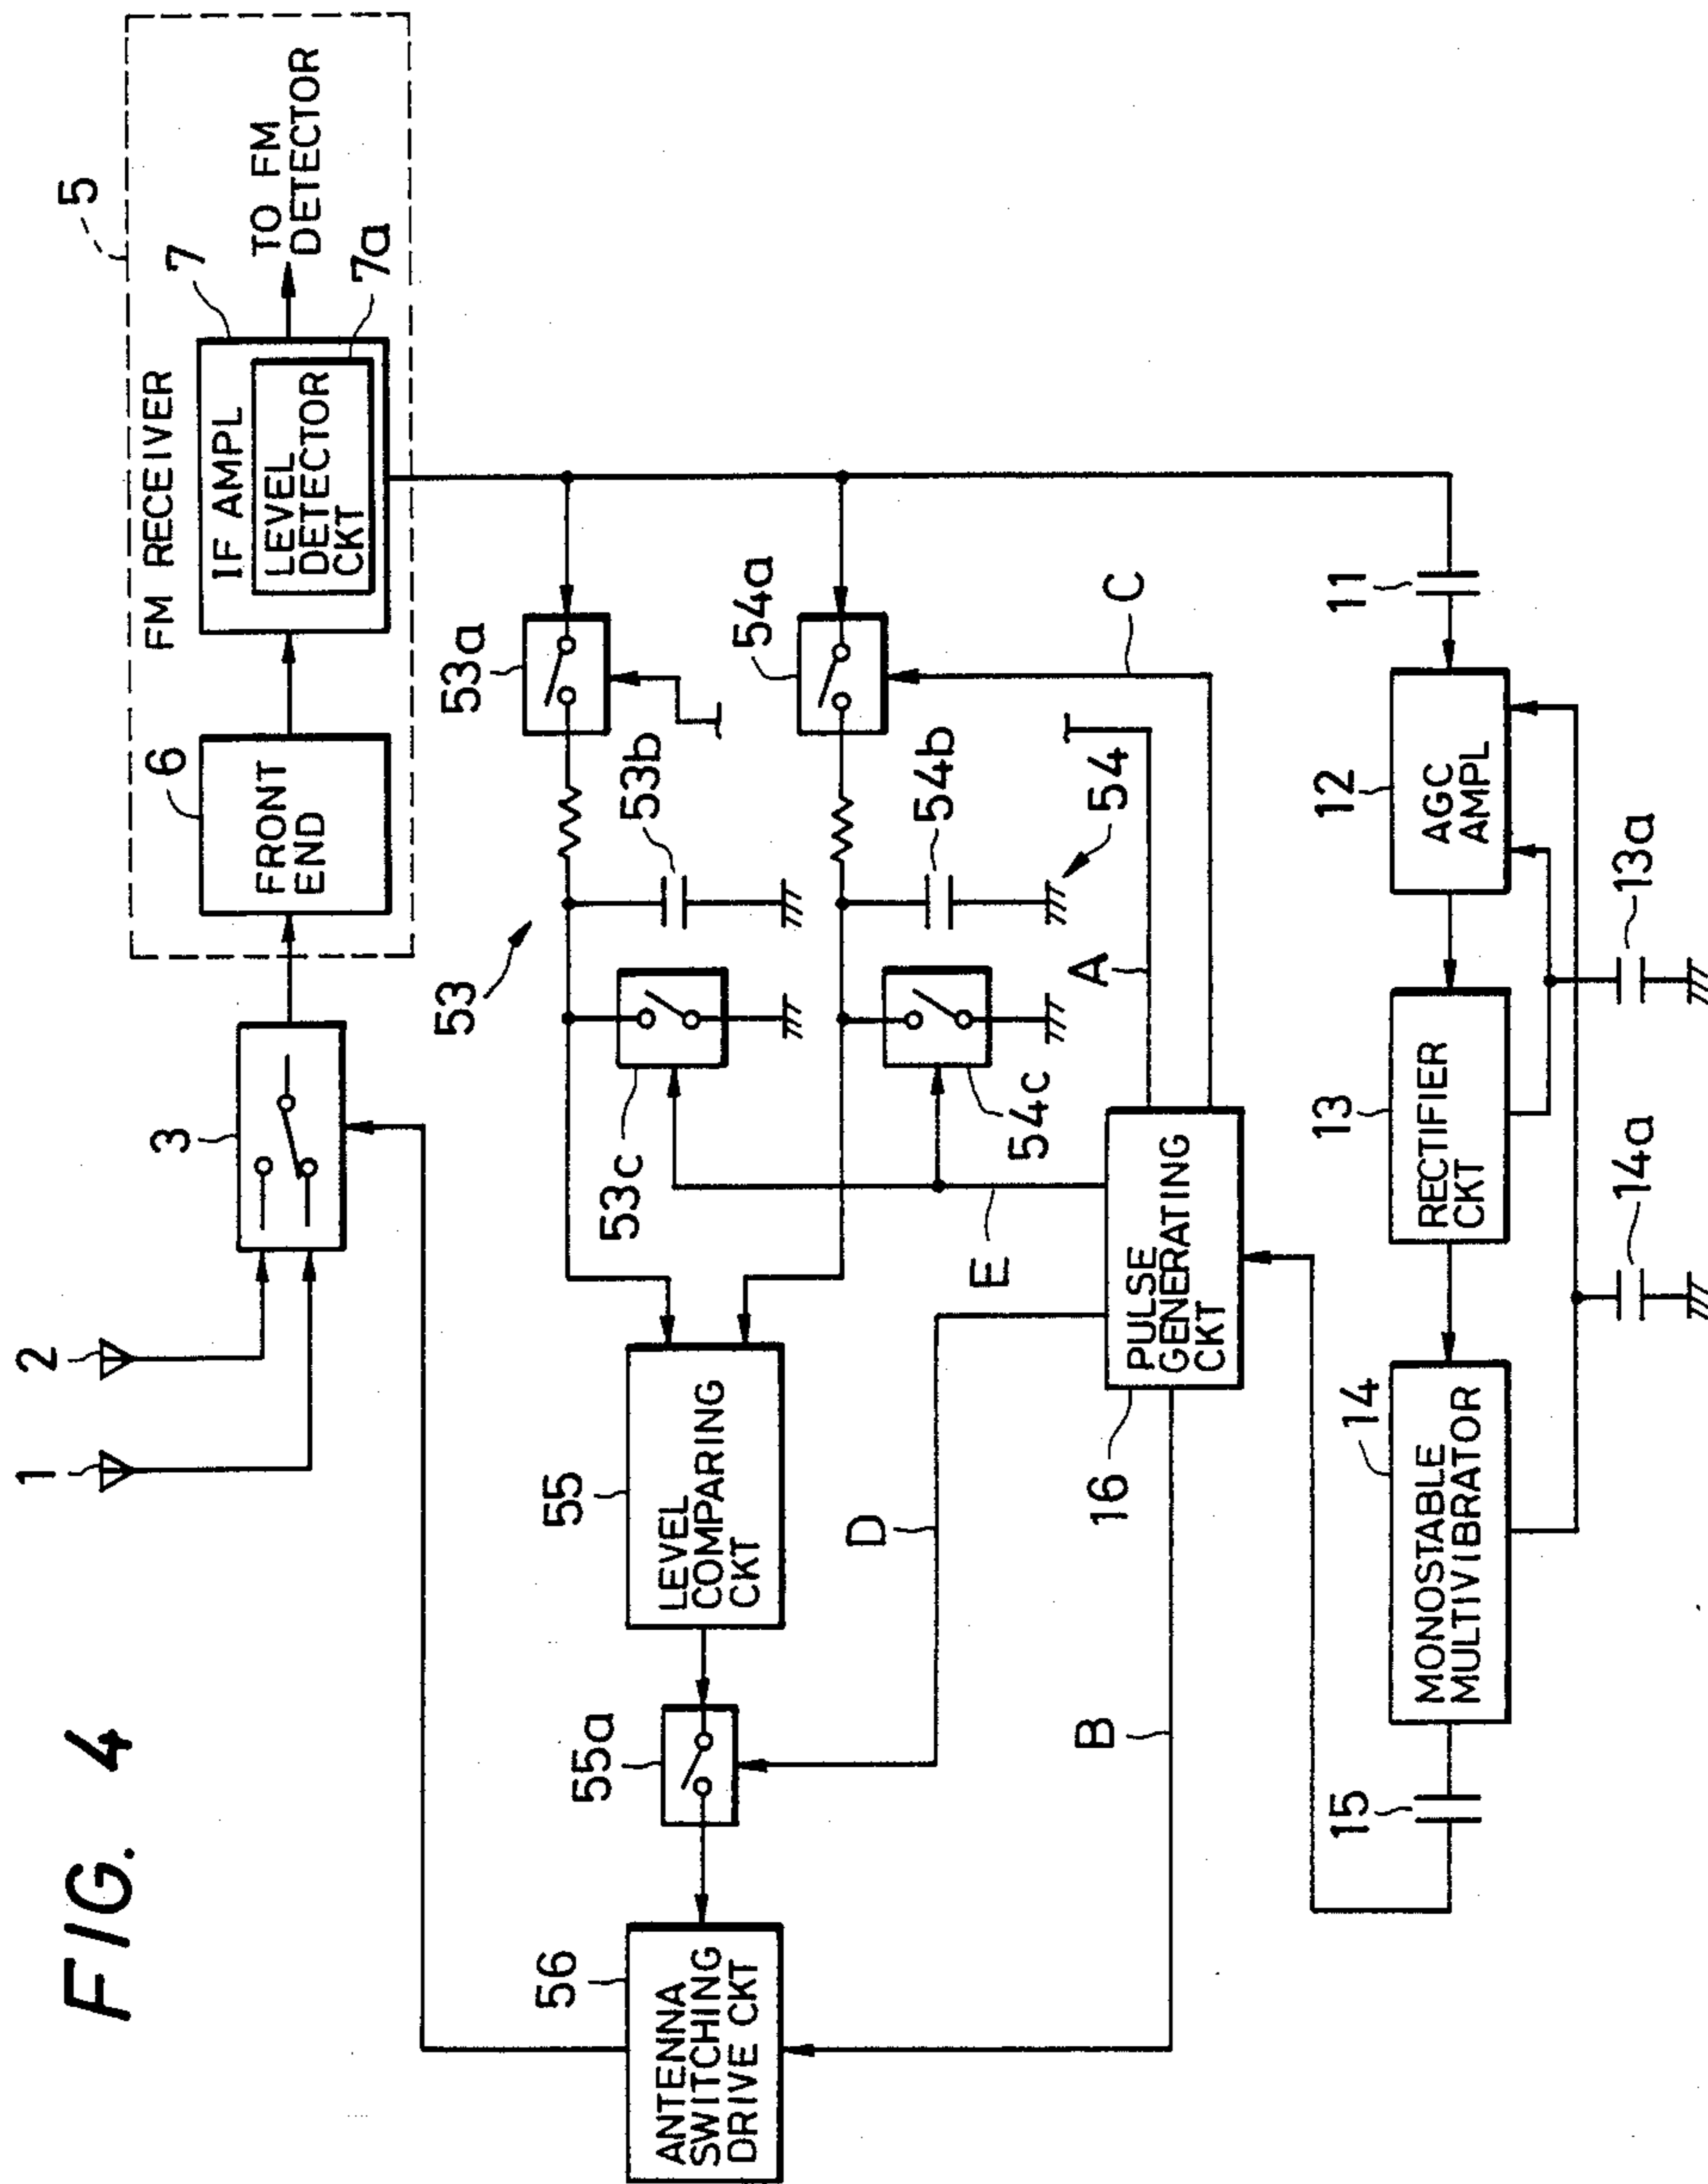 FIG. 4
1
2
3
5
FM RECEIVER
6
FRONT
END
7
IF AMPL
LEVEL
DETECTOR
CKT
7a
TO FM
DETECTOR
53
53a
53b
53c
54
54a
54b
54c
55
LEVEL
COMPARING
CKT
55a
56
ANTENNA
SWITCHING
DRIVE CKT
A
B
C
D
E
16
PULSE
GENERATING
CKT
11
12
AGC
AMPL
13
RECTIFIER
CKT
13a
14
MONOSTABLE
MULTIVIBRATOR
14a
15